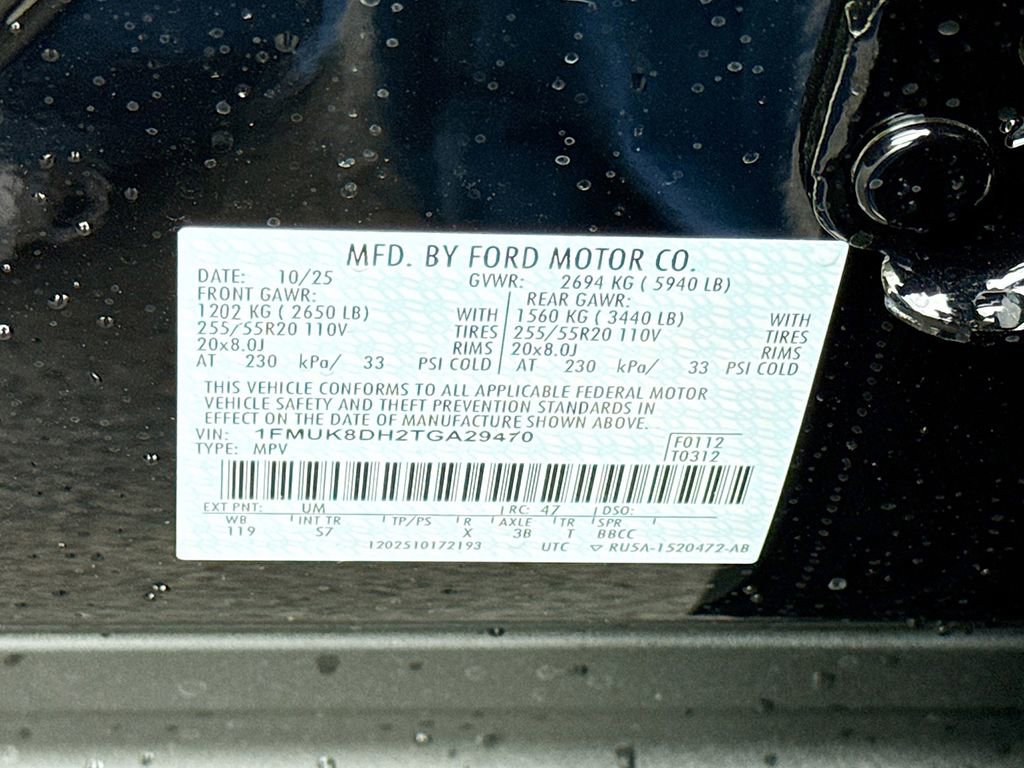 MFD. BY FORD MOTOR CO.
DATE: 10/25 GVWR: 2694 KG ( 5940 LB)
FRONT GAWR: REAR GAWR:
1202 KG ( 2650 LB) WITH 1560 KG ( 3440 LB) WITH
255/55R20 110V TIRES 255/55R20 110V TIRES
20x8.0J RIMS 20x8.0J RIMS
AT 230 kPa/ 33 PSI COLD AT 230 kPa/ 33 PSI COLD
THIS VEHICLE CONFORMS TO ALL APPLICABLE FEDERAL MOTOR
VEHICLE SAFETY AND THEFT PREVENTION STANDARDS IN
EFFECT ON THE DATE OF MANUFACTURE SHOWN ABOVE.
VIN: 1FMUK8DH2TGA29470 F0112
TYPE: MPV T0312
EXT PNT: UM RC: 47 DSO:
WB INT TR TP/PS R AXLE TR SPR
119 S7 X 3B T BBCC
1202510172193 UTC ▽ RU5A-1520472-AB